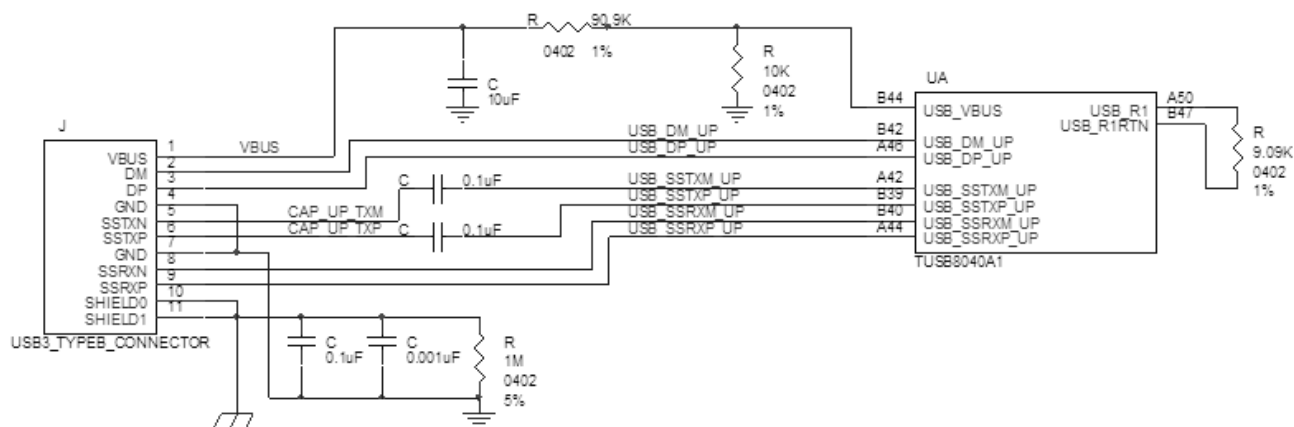 R 90.9K
0402 1%
C
10uF
R
10K
0402
1%
UA
J
VBUS
1
VBUS
2
DM
3
DP
4
GND
5
SSTXN
6
SSTXP
7
GND
8
SSRXN
9
SSRXP
10
SHIELD0
11
SHIELD1
USB3_TYPEB_CONNECTOR
CAP_UP_TXM
CAP_UP_TXP
C 0.1uF
C 0.1uF
USB_DM_UP
USB_DP_UP
USB_SSTXM_UP
USB_SSTXP_UP
USB_SSRXM_UP
USB_SSRXP_UP
B44
B42
A46
A42
B39
B40
A44
USB_VBUS
USB_DM_UP
USB_DP_UP
USB_SSTXM_UP
USB_SSTXP_UP
USB_SSRXM_UP
USB_SSRXP_UP
USB_R1
USB_R1RTN
A50
B47
TUSB8040A1
R
9.09K
0402
1%
C
0.1uF
C
0.001uF
R
1M
0402
5%